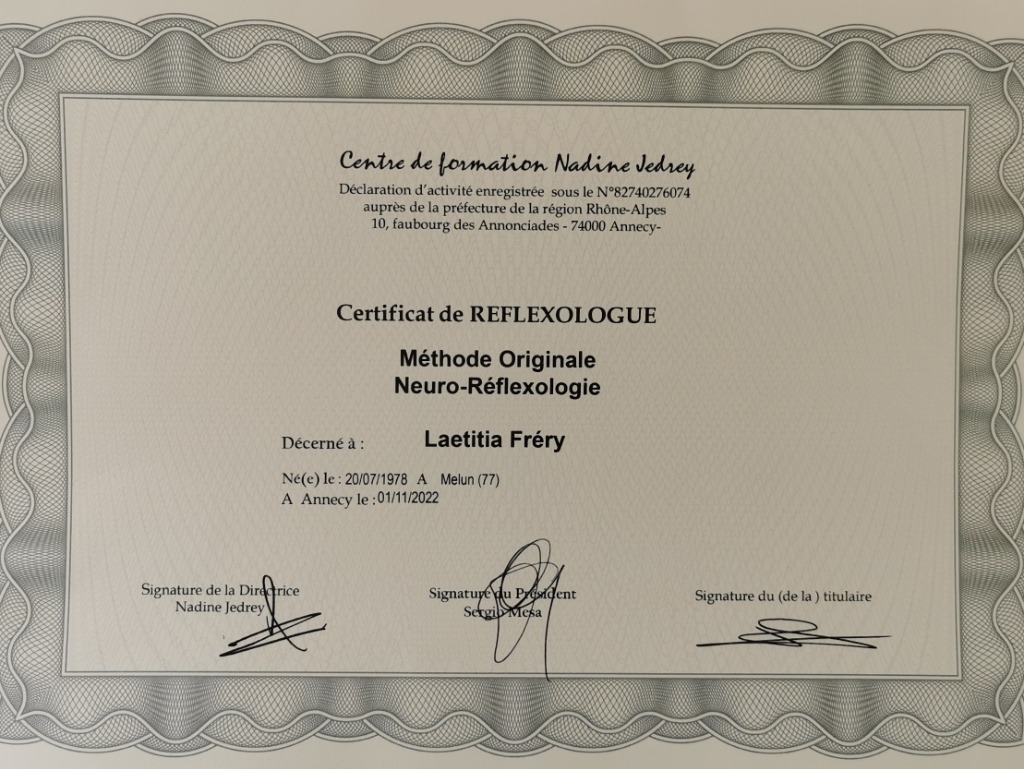 Centre de formation Nadine Jedrey
Déclaration d'activité enregistrée sous le N°82740276074
auprès de la préfecture de la région Rhône-Alpes
10, faubourg des Annonciades - 74000 Annecy-
Certificat de REFLEXOLOGUE
Méthode Originale
Neuro-Réflexologie
Décerné à : Laetitia Fréry
Né(e) le : 20/07/1978 A Melun (77)
A Annecy le : 01/11/2022
Signature de la Directrice
Nadine Jedrey
Signature du Président
Sergio Mesa
Signature du (de la ) titulaire